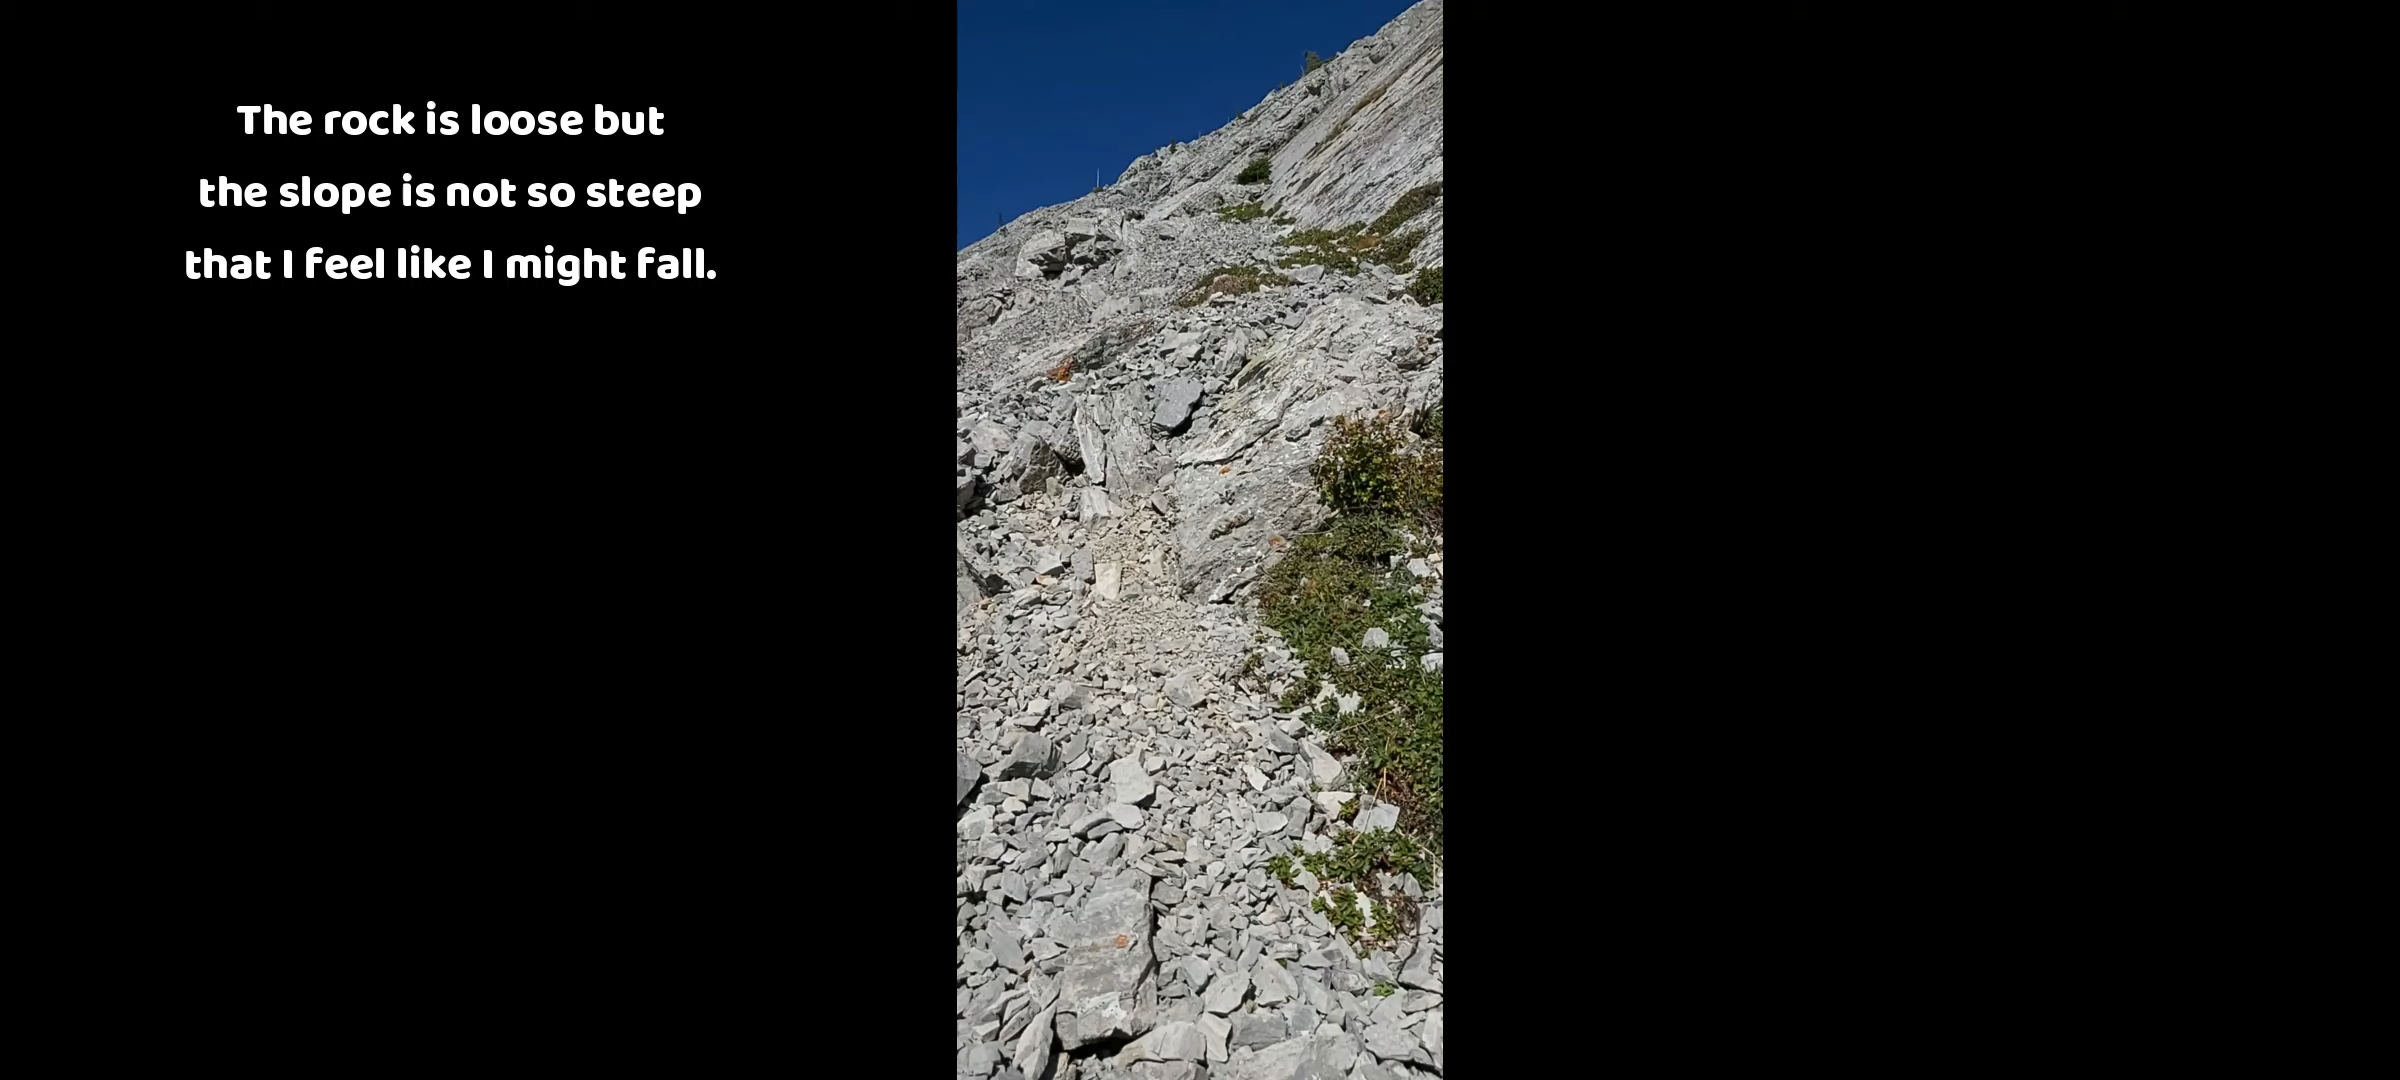 The rock is loose but
the slope is not so steep
that I feel like I might fall.